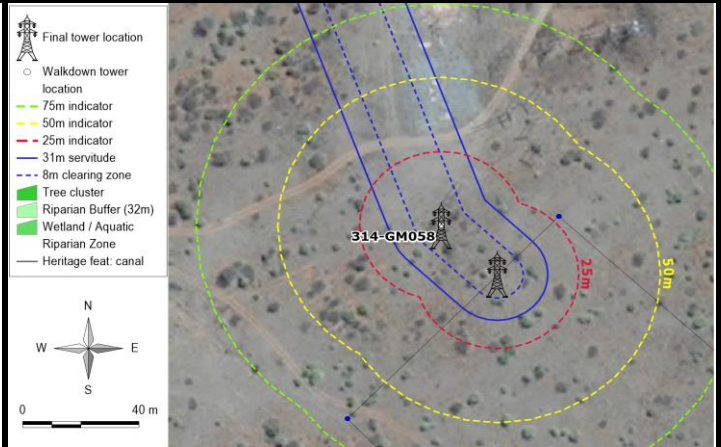 Final tower location
Walkdown tower
location
75m indicator
50m indicator
25m indicator
31m servitude
8m clearing zone
Tree cluster
Riparian Buffer (32m)
Wetland / Aquatic
Riparian Zone
Heritage feat: canal
N
W E
S
0 40 m
314-GM058
25m
50m